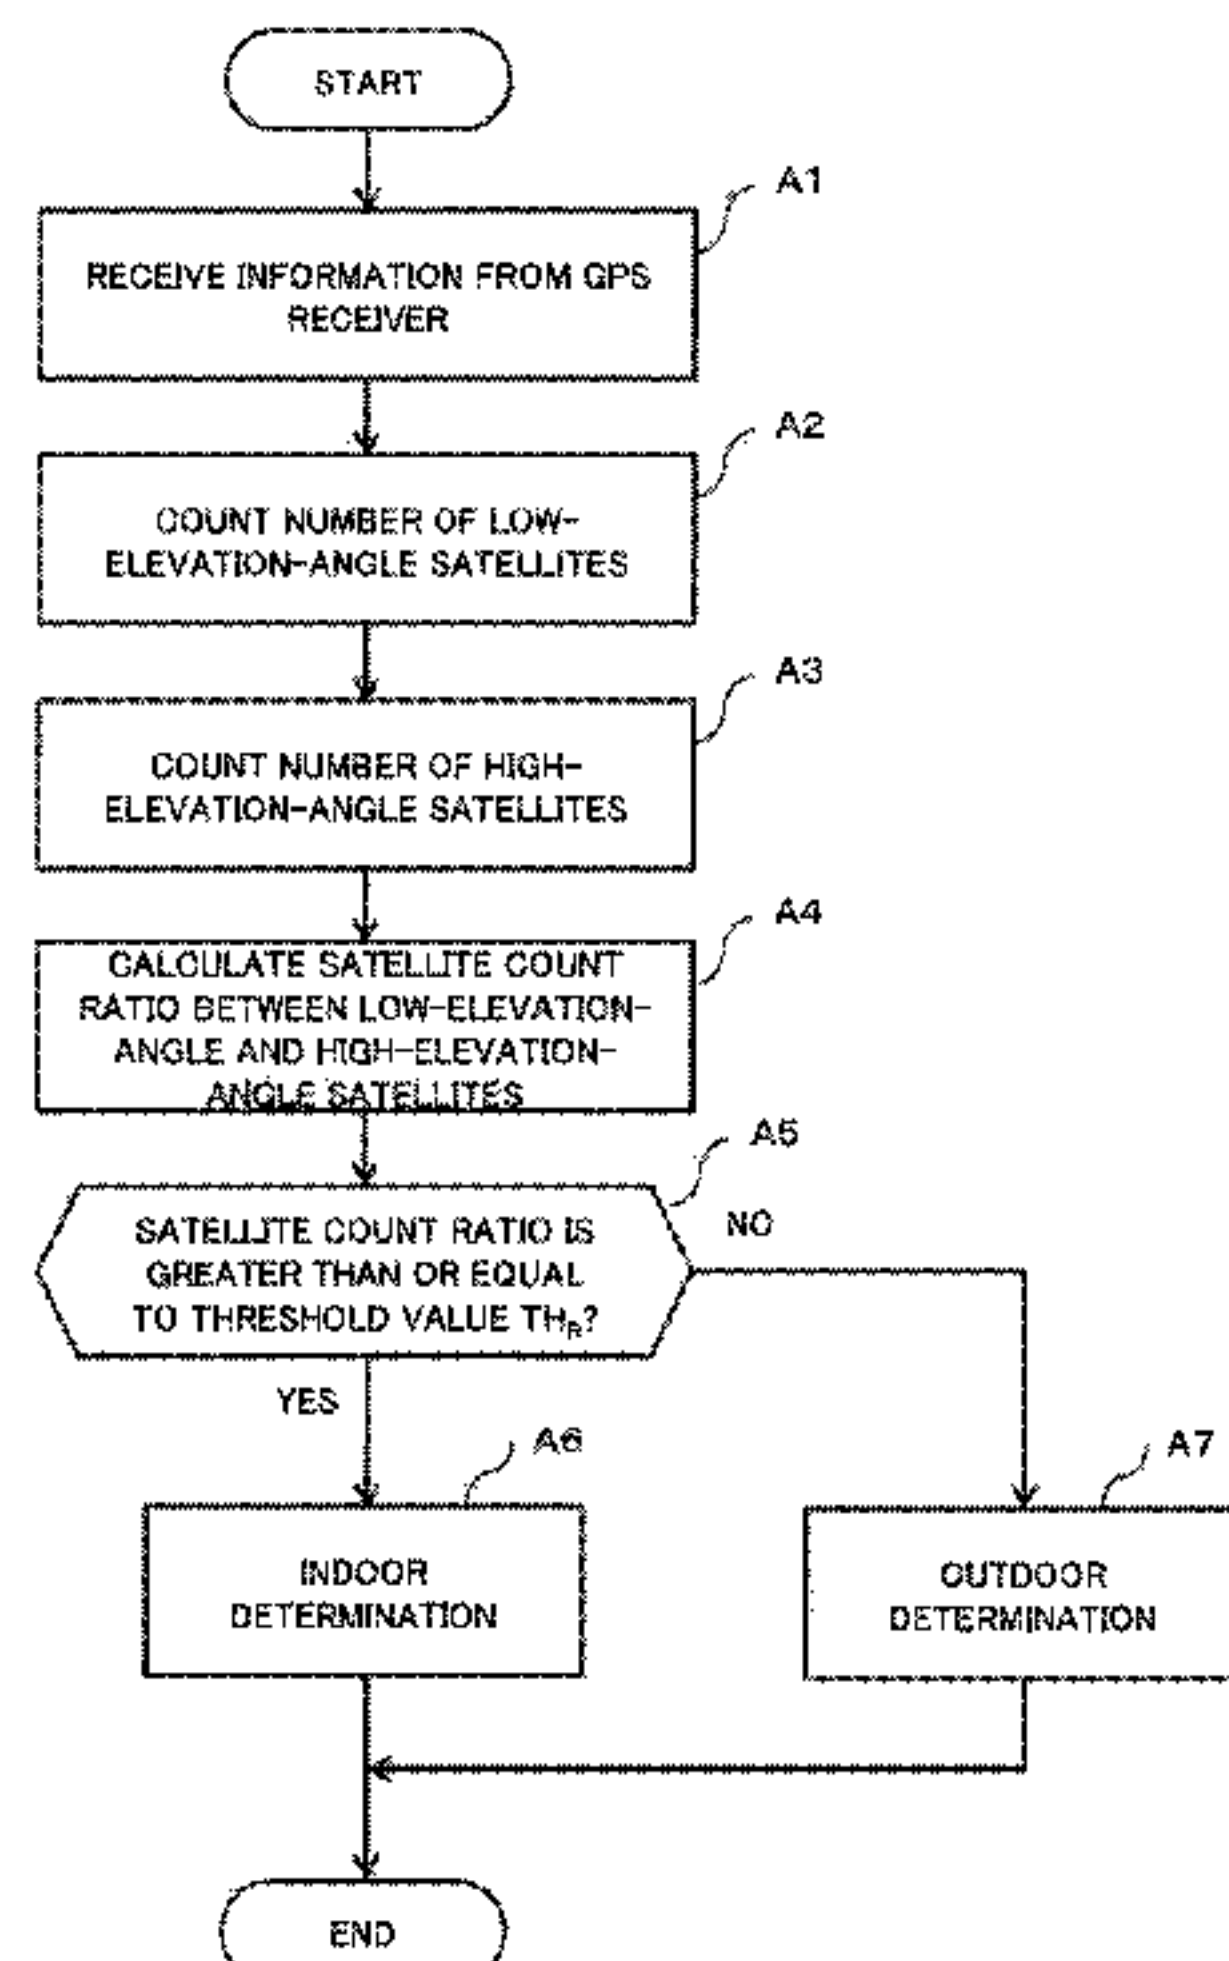 START
A1
RECEIVE INFORMATION FROM GPS
RECEIVER
A2
COUNT NUMBER OF LOW-
ELEVATION-ANGLE SATELLITES
A3
COUNT NUMBER OF HIGH-
ELEVATION-ANGLE SATELLITES
A4
CALCULATE SATELLITE COUNT
RATIO BETWEEN LOW-ELEVATION-
ANGLE AND HIGH-ELEVATION-
ANGLE SATELLITES
A5
SATELLITE COUNT RATIO IS
GREATER THAN OR EQUAL
TO THRESHOLD VALUE THR?
NO
YES
A6
INDOOR
DETERMINATION
A7
OUTDOOR
DETERMINATION
END